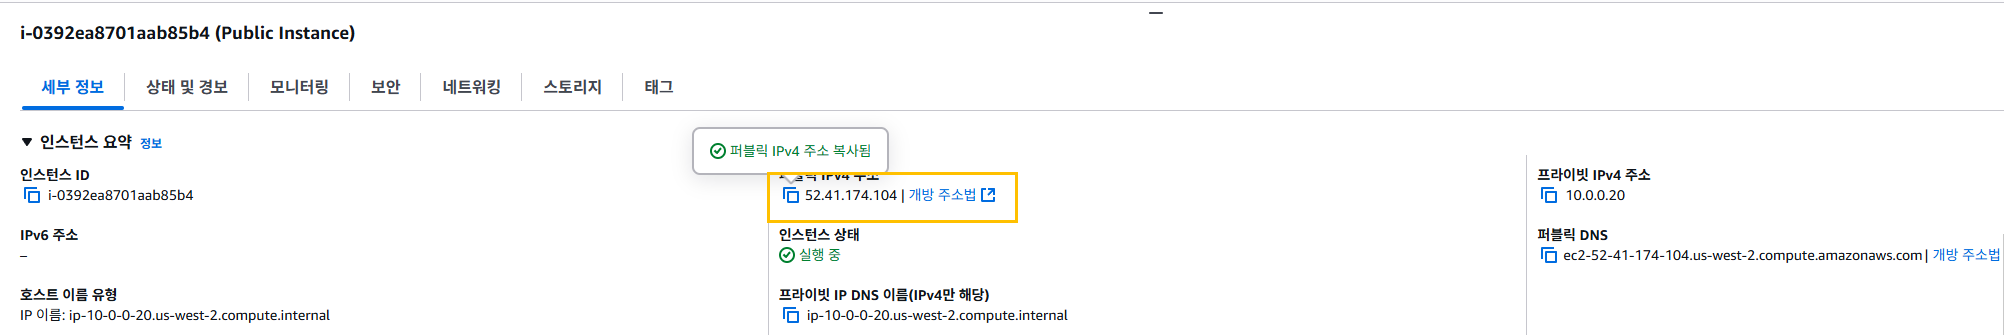 i-0392ea8701aab85b4 (Public Instance)
세부 정보
상태 및 경보
모니터링
보안
네트워킹
스토리지
태그
인스턴스 요약 정보
퍼블릭 IPv4 주소 복사됨
인스턴스 ID
i-0392ea8701aab85b4
퍼블릭 IPv4 주소
52.41.174.104 | 개방 주소법
프라이빗 IPv4 주소
10.0.0.20
IPv6 주소
–
인스턴스 상태
실행 중
퍼블릭 DNS
ec2-52-41-174-104.us-west-2.compute.amazonaws.com | 개방 주소법
호스트 이름 유형
IP 이름: ip-10-0-0-20.us-west-2.compute.internal
프라이빗 IP DNS 이름(IPv4만 해당)
ip-10-0-0-20.us-west-2.compute.internal